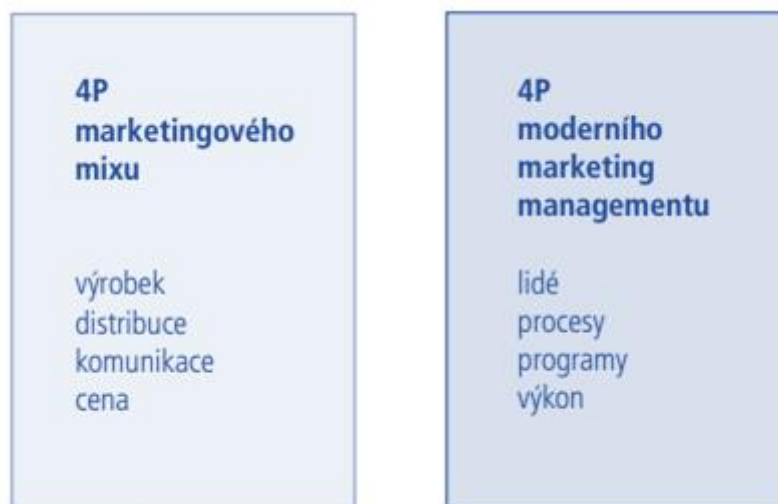 4P
marketingového
mixu
výrobek
distribuce
komunikace
cena
4P
moderního
marketing
managementu
lidé
procesy
programy
výkon